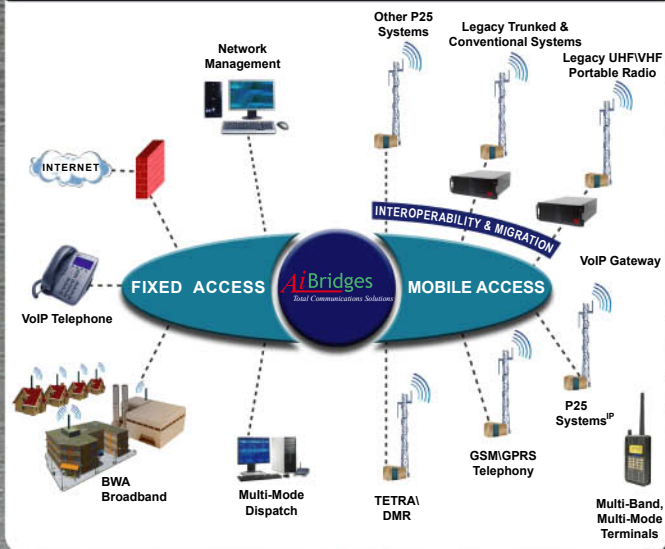 Other P25
Systems
Legacy Trunked &
Conventional Systems
Network
Management
Legacy UHF\VHF
Portable Radio
INTERNET
INTEROPERABILITY & MIGRATION
VoIP Gateway
FIXED ACCESS
AiBridges
Total Communications Solutions
MOBILE ACCESS
VoIP Telephone
P25
Systems^IP
GSM\GPRS
Telephony
BWA
Broadband
Multi-Mode
Dispatch
TETRA\
DMR
Multi-Band,
Multi-Mode
Terminals